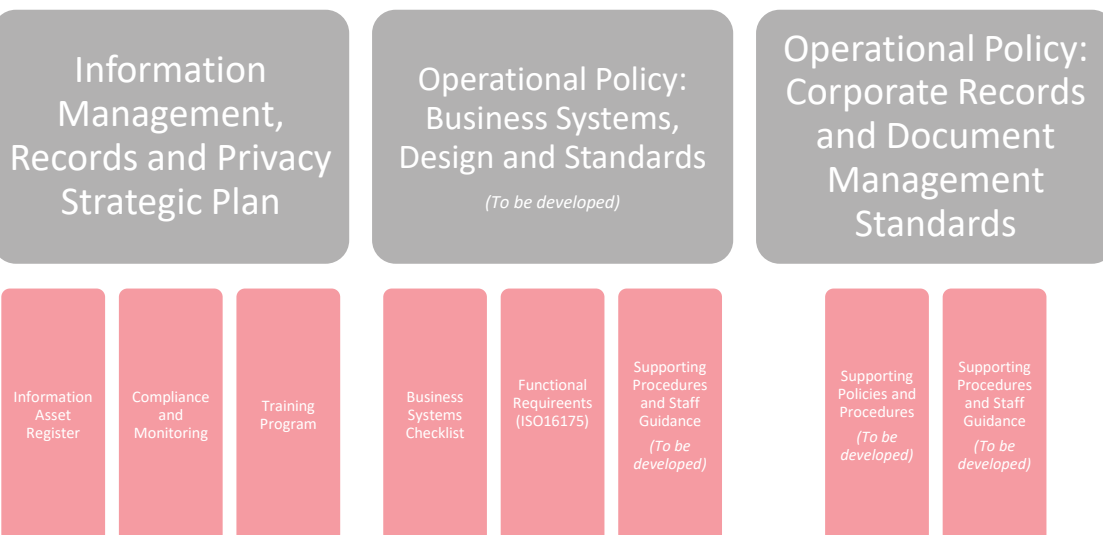 Information
Management,
Records and Privacy
Strategic Plan
Operational Policy:
Business Systems,
Design and Standards
(To be developed)
Operational Policy:
Corporate Records
and Document
Management
Standards
Information
Asset
Register
Compliance
and
Monitoring
Training
Program
Business
Systems
Checklist
Functional
Requireents
(ISO16175)
Supporting
Procedures
and Staff
Guidance
(To be
developed)
Supporting
Policies and
Procedures
(To be
developed)
Supporting
Procedures
and Staff
Guidance
(To be
developed)